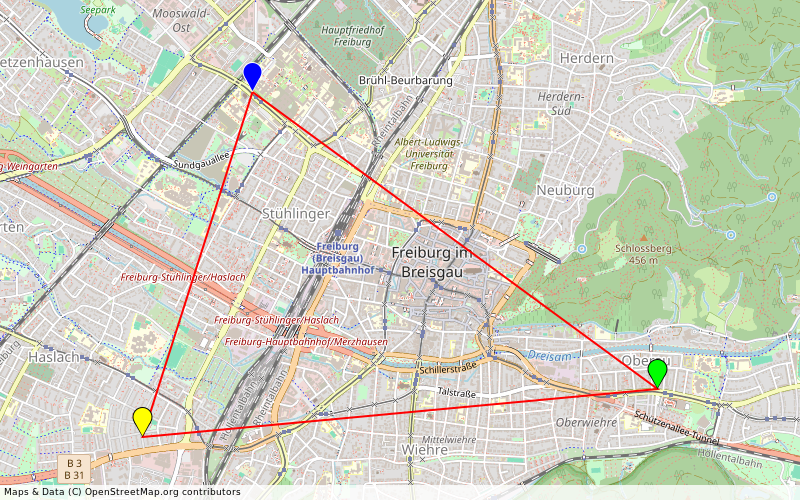 Seepark
Mooswald-
Ost
Hauptfriedhof
Freiburg
Herdern
etzenhausen
Brühl-Beurbarung
Herdern-
Süd
Rheintalbahn
Albert-Ludwigs-
Universität
Freiburg
Sundgauallee
g-Weingarten
Neuburg
Stühlinger
rten
Freiburg
(Breisgau)
Hauptbahnhof
Freiburg im
Breisgau
Schlossberg
456 m
Freiburg-Stühlinger/Haslach
Freiburg-Stühlinger/Haslach
Freiburg-Hauptbahnhof/Merzhausen
Haslach
Dreisam
Oberau
Schillerstraße
Höllentalbahn
Rheintalbahn
Talstraße
Oberwiehre
Schützenallee-Tunnel
Mittelwiehre
Wiehre
Höllentalbahn
B 3
B 31
Maps & Data (C) OpenStreetMap.org contributors